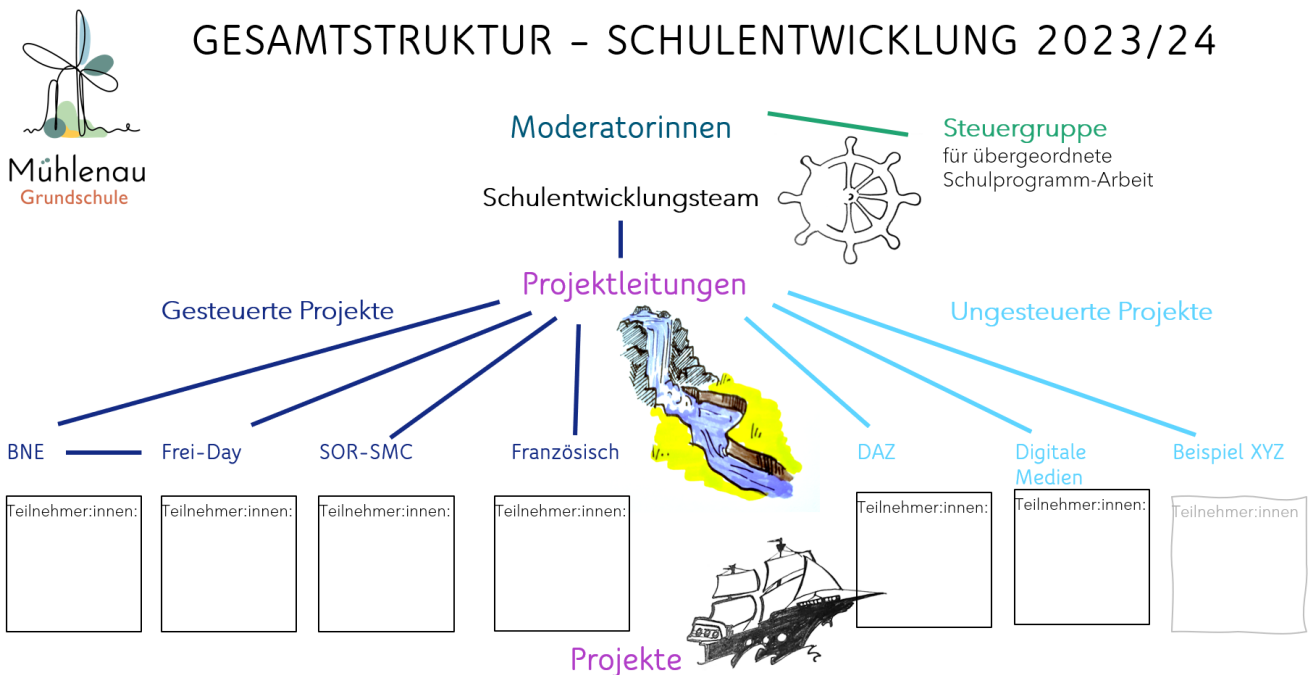 GESAMTSTRUKTUR – SCHULENTWICKLUNG 2023/24
Mühlenau
Grundschule
Moderatorinnen
Steuergruppe
für übergeordnete
Schulprogramm-Arbeit
Schulentwicklungsteam
Projektleitungen
Gesteuerte Projekte
Ungesteuerte Projekte
BNE
Frei-Day
SOR-SMC
Französisch
DAZ
Digitale
Medien
Beispiel XYZ
Teilnehmer:innen:
Teilnehmer:innen:
Teilnehmer:innen:
Teilnehmer:innen:
Teilnehmer:innen:
Teilnehmer:innen:
Teilnehmer:innen
Projekte